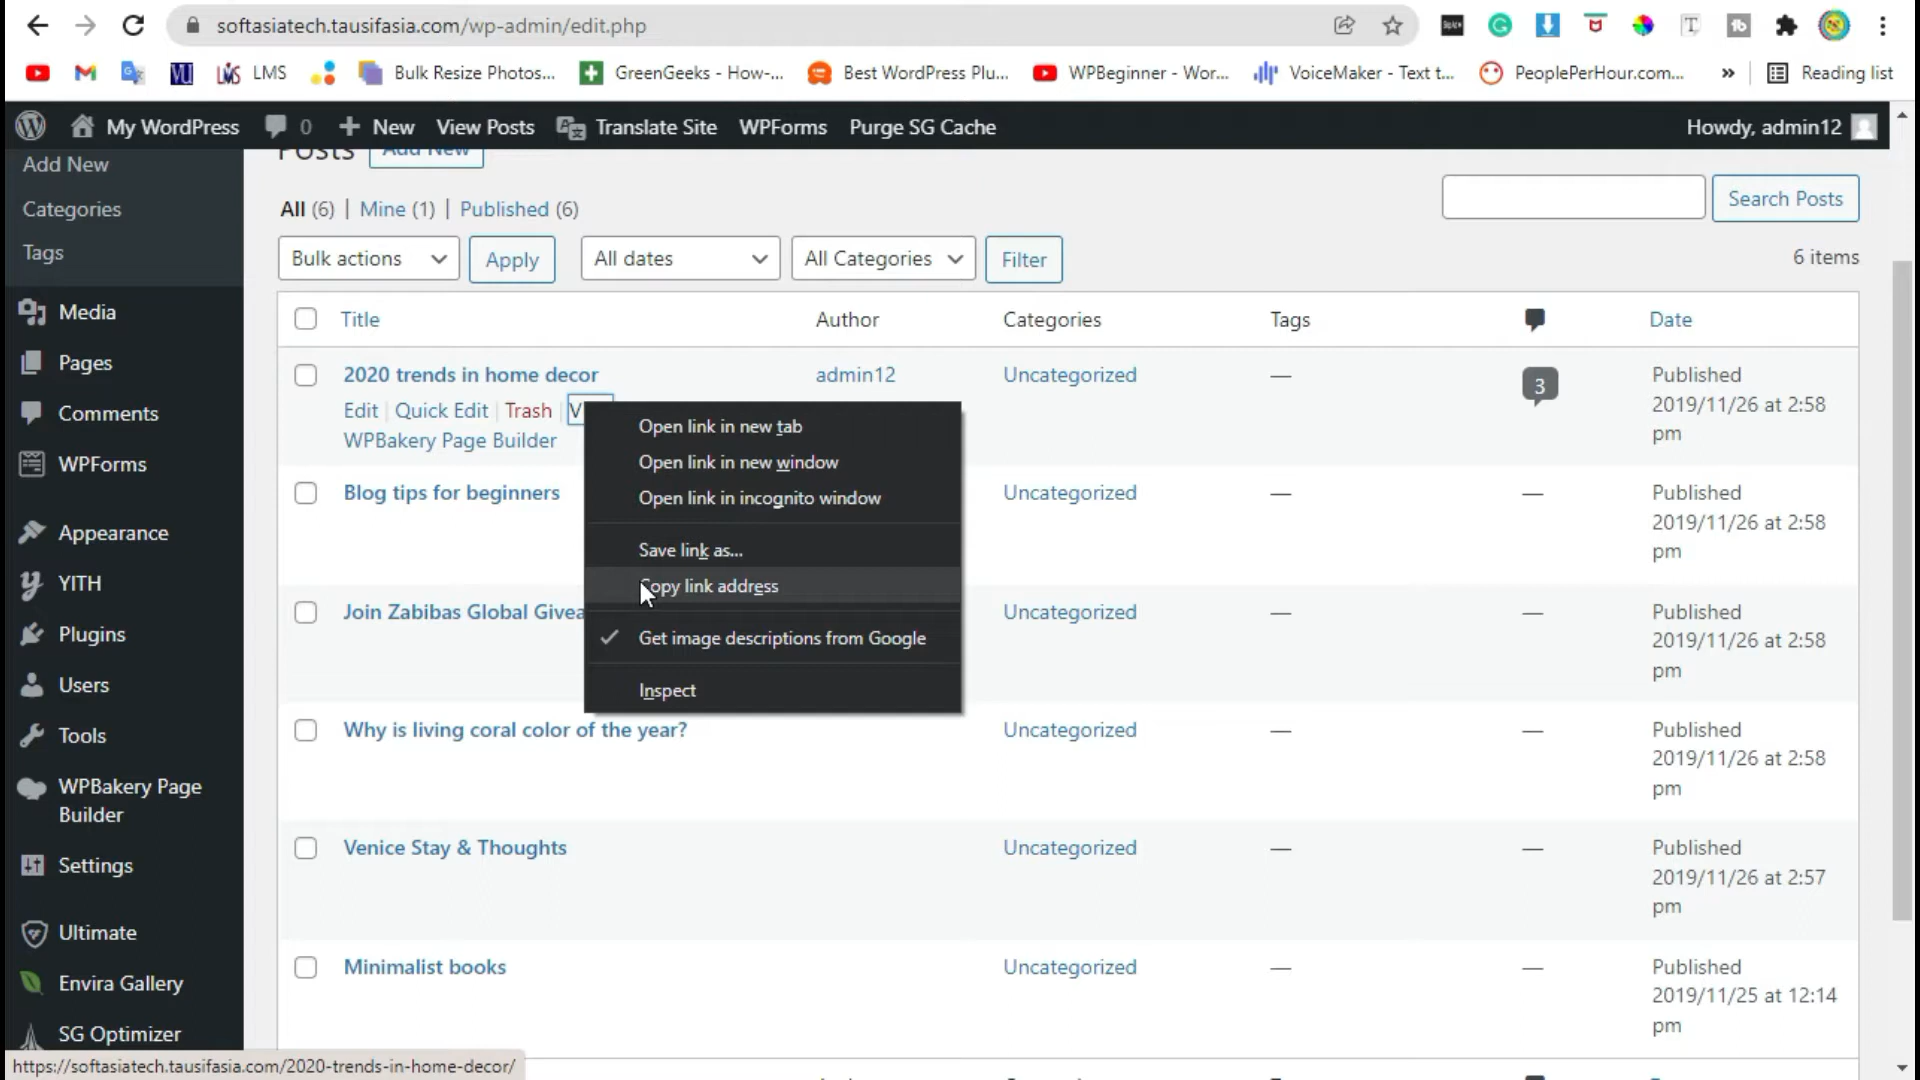 softasiatech.tausifasia.com/wp-admin/edit.php
LMS
Bulk Resize Photos...
GreenGeeks - How-...
Best WordPress Plu...
WPBeginner - Wor...
VoiceMaker - Text t...
PeoplePerHour.com...
»
Reading list
My WordPress
0
New
View Posts
Translate Site
WPForms
Purge SG Cache
Howdy, admin12
Add New
Categories
Tags
Media
Pages
Comments
WPForms
Appearance
YITH
Plugins
Users
Tools
WPBakery Page
Builder
Settings
Ultimate
Envira Gallery
SG Optimizer
Posts
Add New
All (6) | Mine (1) | Published (6)
Search Posts
Bulk actions
Apply
All dates
All Categories
Filter
6 items
Title
Author
Categories
Tags
Date
2020 trends in home decor
admin12
Uncategorized
—
3
Published
2019/11/26 at 2:58
pm
Edit | Quick Edit | Trash |
WPBakery Page Builder
Blog tips for beginners
Uncategorized
—
—
Published
2019/11/26 at 2:58
pm
Join Zabibas Global Givea
Uncategorized
—
—
Published
2019/11/26 at 2:58
pm
Why is living coral color of the year?
Uncategorized
—
—
Published
2019/11/26 at 2:58
pm
Venice Stay & Thoughts
Uncategorized
—
—
Published
2019/11/26 at 2:57
pm
Minimalist books
Uncategorized
—
—
Published
2019/11/25 at 12:14
pm
Open link in new tab
Open link in new window
Open link in incognito window
Save link as...
Copy link address
Get image descriptions from Google
Inspect
https://softasiatech.tausifasia.com/2020-trends-in-home-decor/